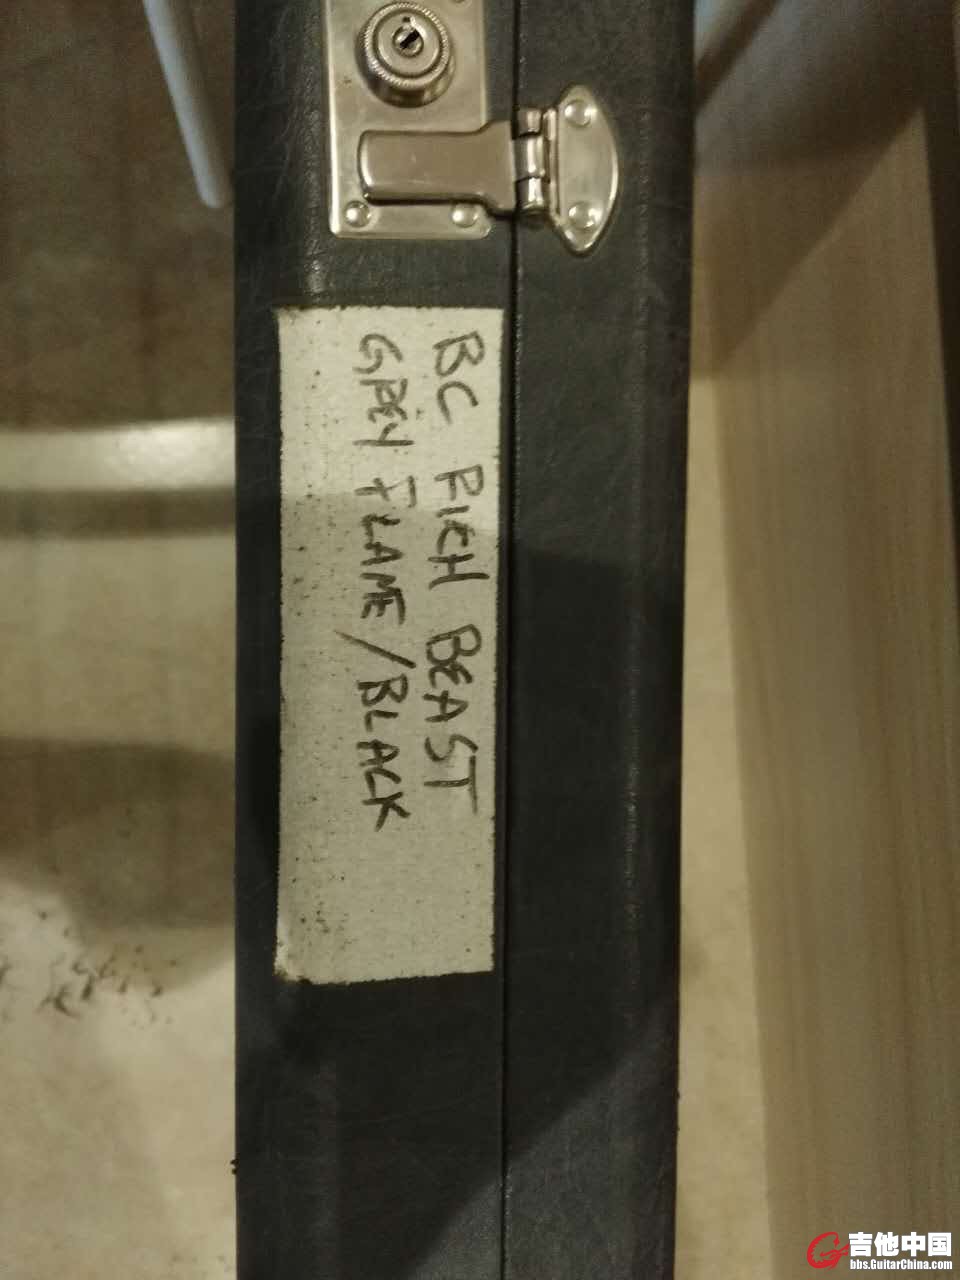 BC RICH BEAST
GREY FLAME/BLACK
吉他中国
bbs.GuitarChina.com